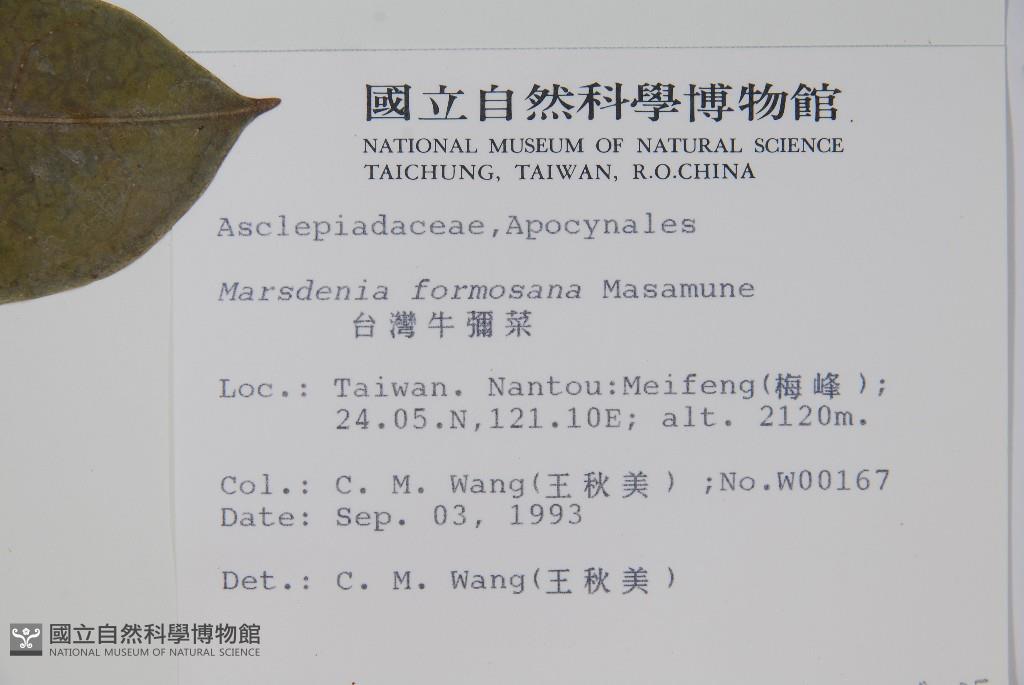 國立自然科學博物館
NATIONAL MUSEUM OF NATURAL SCIENCE
TAICHUNG, TAIWAN, R.O.CHINA
Asclepiadaceae,Apocynales
Marsdenia formosana Masamune
台灣牛彌菜
Loc.: Taiwan. Nantou:Meifeng(梅峰);
24.05.N,121.10E; alt. 2120m.
Col.: C. M. Wang(王秋美) ;No.W00167
Date: Sep. 03, 1993
Det.: C. M. Wang(王秋美)
國立自然科學博物館
NATIONAL MUSEUM OF NATURAL SCIENCE